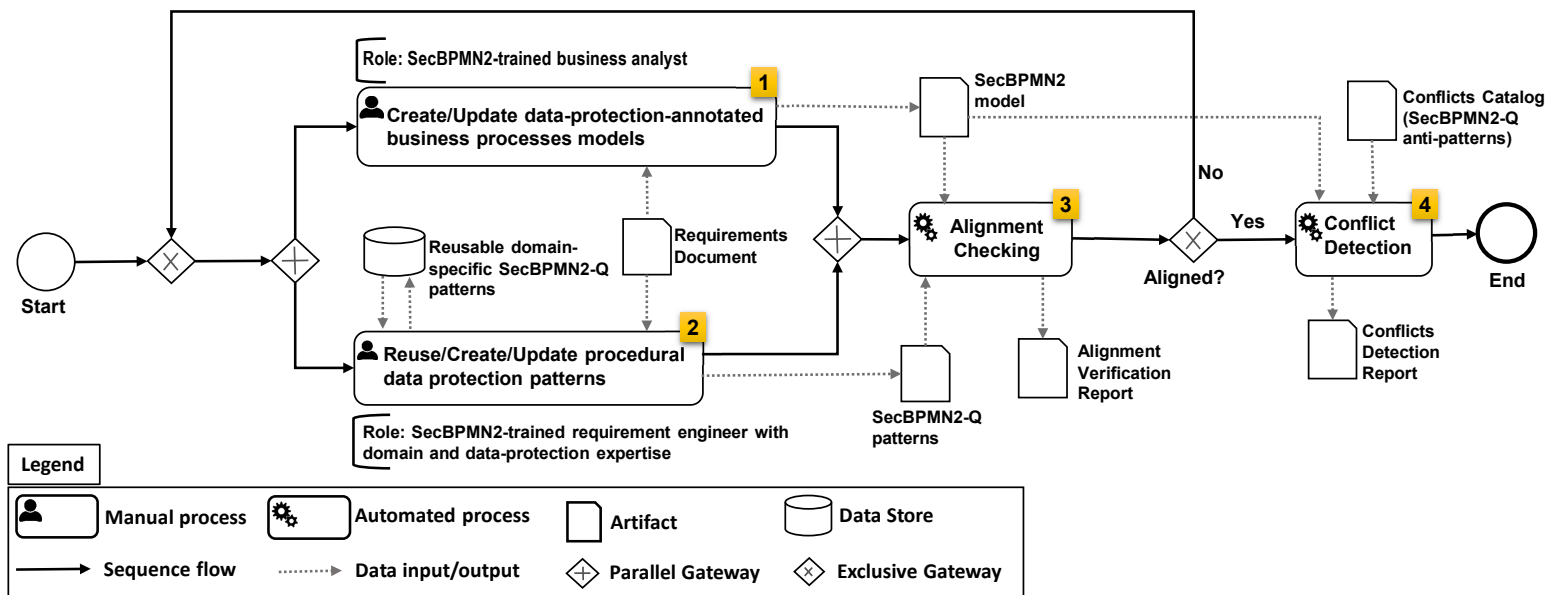 Role: SecBPMN2-trained business analyst
1
Create/Update data-protection-annotated
business processes models
SecBPMN2
model
Conflicts Catalog
(SecBPMN2-Q
anti-patterns)
No
Start
Reusable domain-
specific SecBPMN2-Q
patterns
Requirements
Document
3
Alignment
Checking
Aligned?
Yes
4
Conflict
Detection
End
2
Reuse/Create/Update procedural
data protection patterns
SecBPMN2-Q
patterns
Alignment
Verification
Report
Conflicts
Detection
Report
Role: SecBPMN2-trained requirement engineer with
domain and data-protection expertise
Legend
Manual process
Automated process
Artifact
Data Store
Sequence flow
Data input/output
Parallel Gateway
Exclusive Gateway